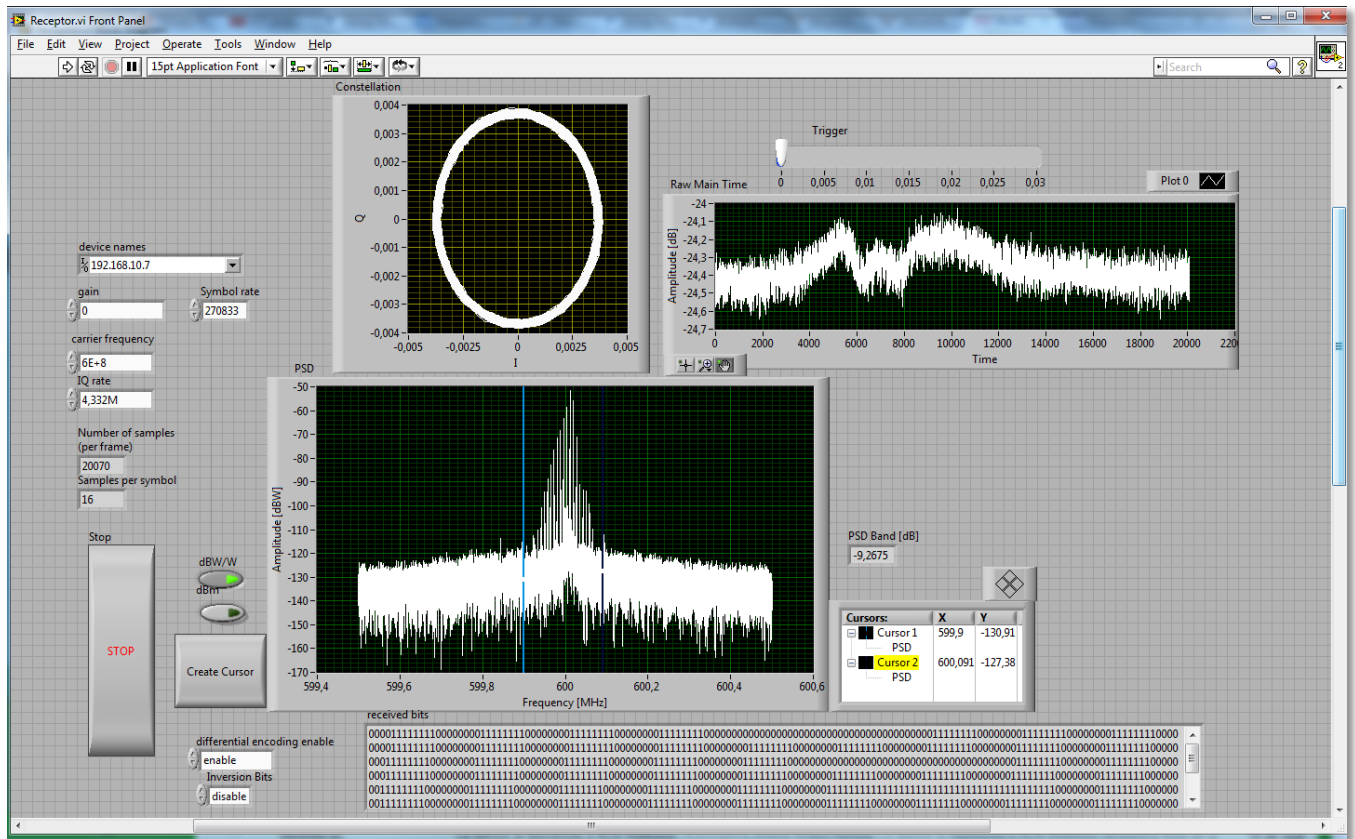 Receptor.vi Front Panel
File Edit View Project Operate Tools Window Help
15pt Application Font
Search
2
Constellation
0,004
0,003
0,002
0,001
0
-0,001
-0,002
-0,003
-0,004
Q
-0,005 -0,0025 0 0,0025 0,005
I
Trigger
0 0,005 0,01 0,015 0,02 0,025 0,03
Raw Main Time
Plot 0
-24
-24,1
-24,2
-24,3
-24,4
-24,5
-24,6
-24,7
Amplitude [dB]
0 2000 4000 6000 8000 10000 12000 14000 16000 18000 20000 220
Time
device names
192.168.10.7
gain Symbol rate
0 270833
carrier frequency
6E+8
IQ rate
4,332M
Number of samples
(per frame)
20070
Samples per symbol
16
Stop
STOP
dBW/W
dBm
Create Cursor
PSD
-50
-60
-70
-80
-90
-100
-110
-120
-130
-140
-150
-160
-170
Amplitude [dBW]
599,4 599,6 599,8 600 600,2 600,4 600,6
Frequency [MHz]
PSD Band [dB]
-9,2675
Cursors: X Y
Cursor 1 599,9 -130,91
PSD
Cursor 2 600,091 -127,38
PSD
differential encoding enable
enable
Inversion Bits
disable
received bits